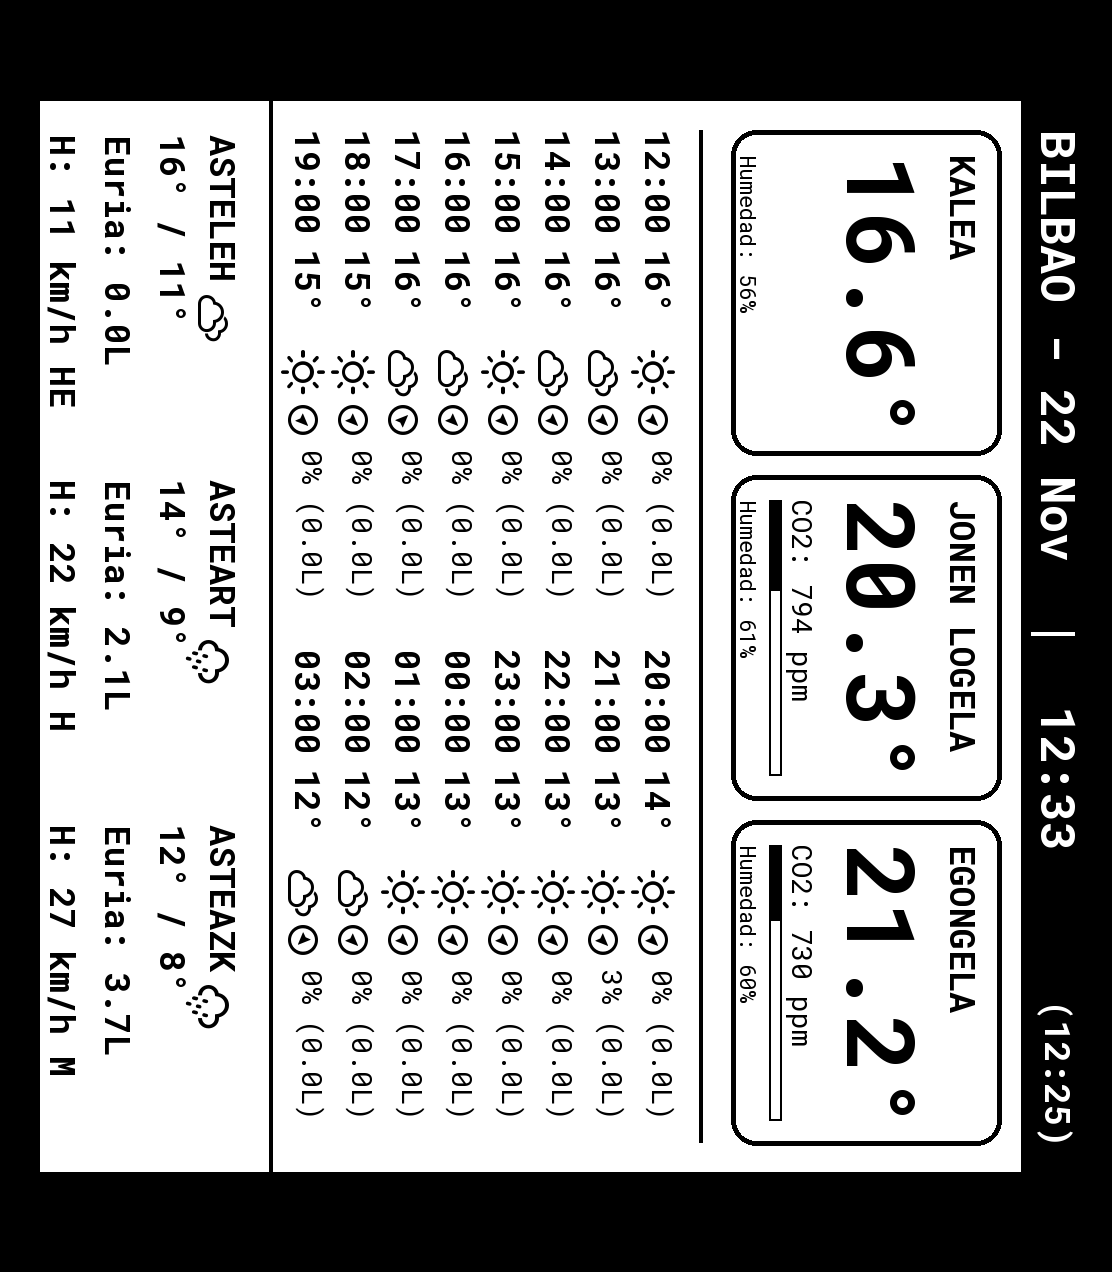 BILBAO - 22 Nov | 12:33 (12:25)
KALEA
16.6°
Humedad: 56%
JONEN LOGELA
20.3°
CO2: 794 ppm
Humedad: 61%
EGONGELA
21.2°
CO2: 730 ppm
Humedad: 60%
12:00 16° 0% (0.0L)
13:00 16° 0% (0.0L)
14:00 16° 0% (0.0L)
15:00 16° 0% (0.0L)
16:00 16° 0% (0.0L)
17:00 16° 0% (0.0L)
18:00 15° 0% (0.0L)
19:00 15° 0% (0.0L)
20:00 14° 0% (0.0L)
21:00 13° 3% (0.0L)
22:00 13° 0% (0.0L)
23:00 13° 0% (0.0L)
00:00 13° 0% (0.0L)
01:00 13° 0% (0.0L)
02:00 12° 0% (0.0L)
03:00 12° 0% (0.0L)
ASTELEH
16° / 11°
Euria: 0.0L
H: 11 km/h HE
ASTEART
14° / 9°
Euria: 2.1L
H: 22 km/h H
ASTEAZK
12° / 8°
Euria: 3.7L
H: 27 km/h M